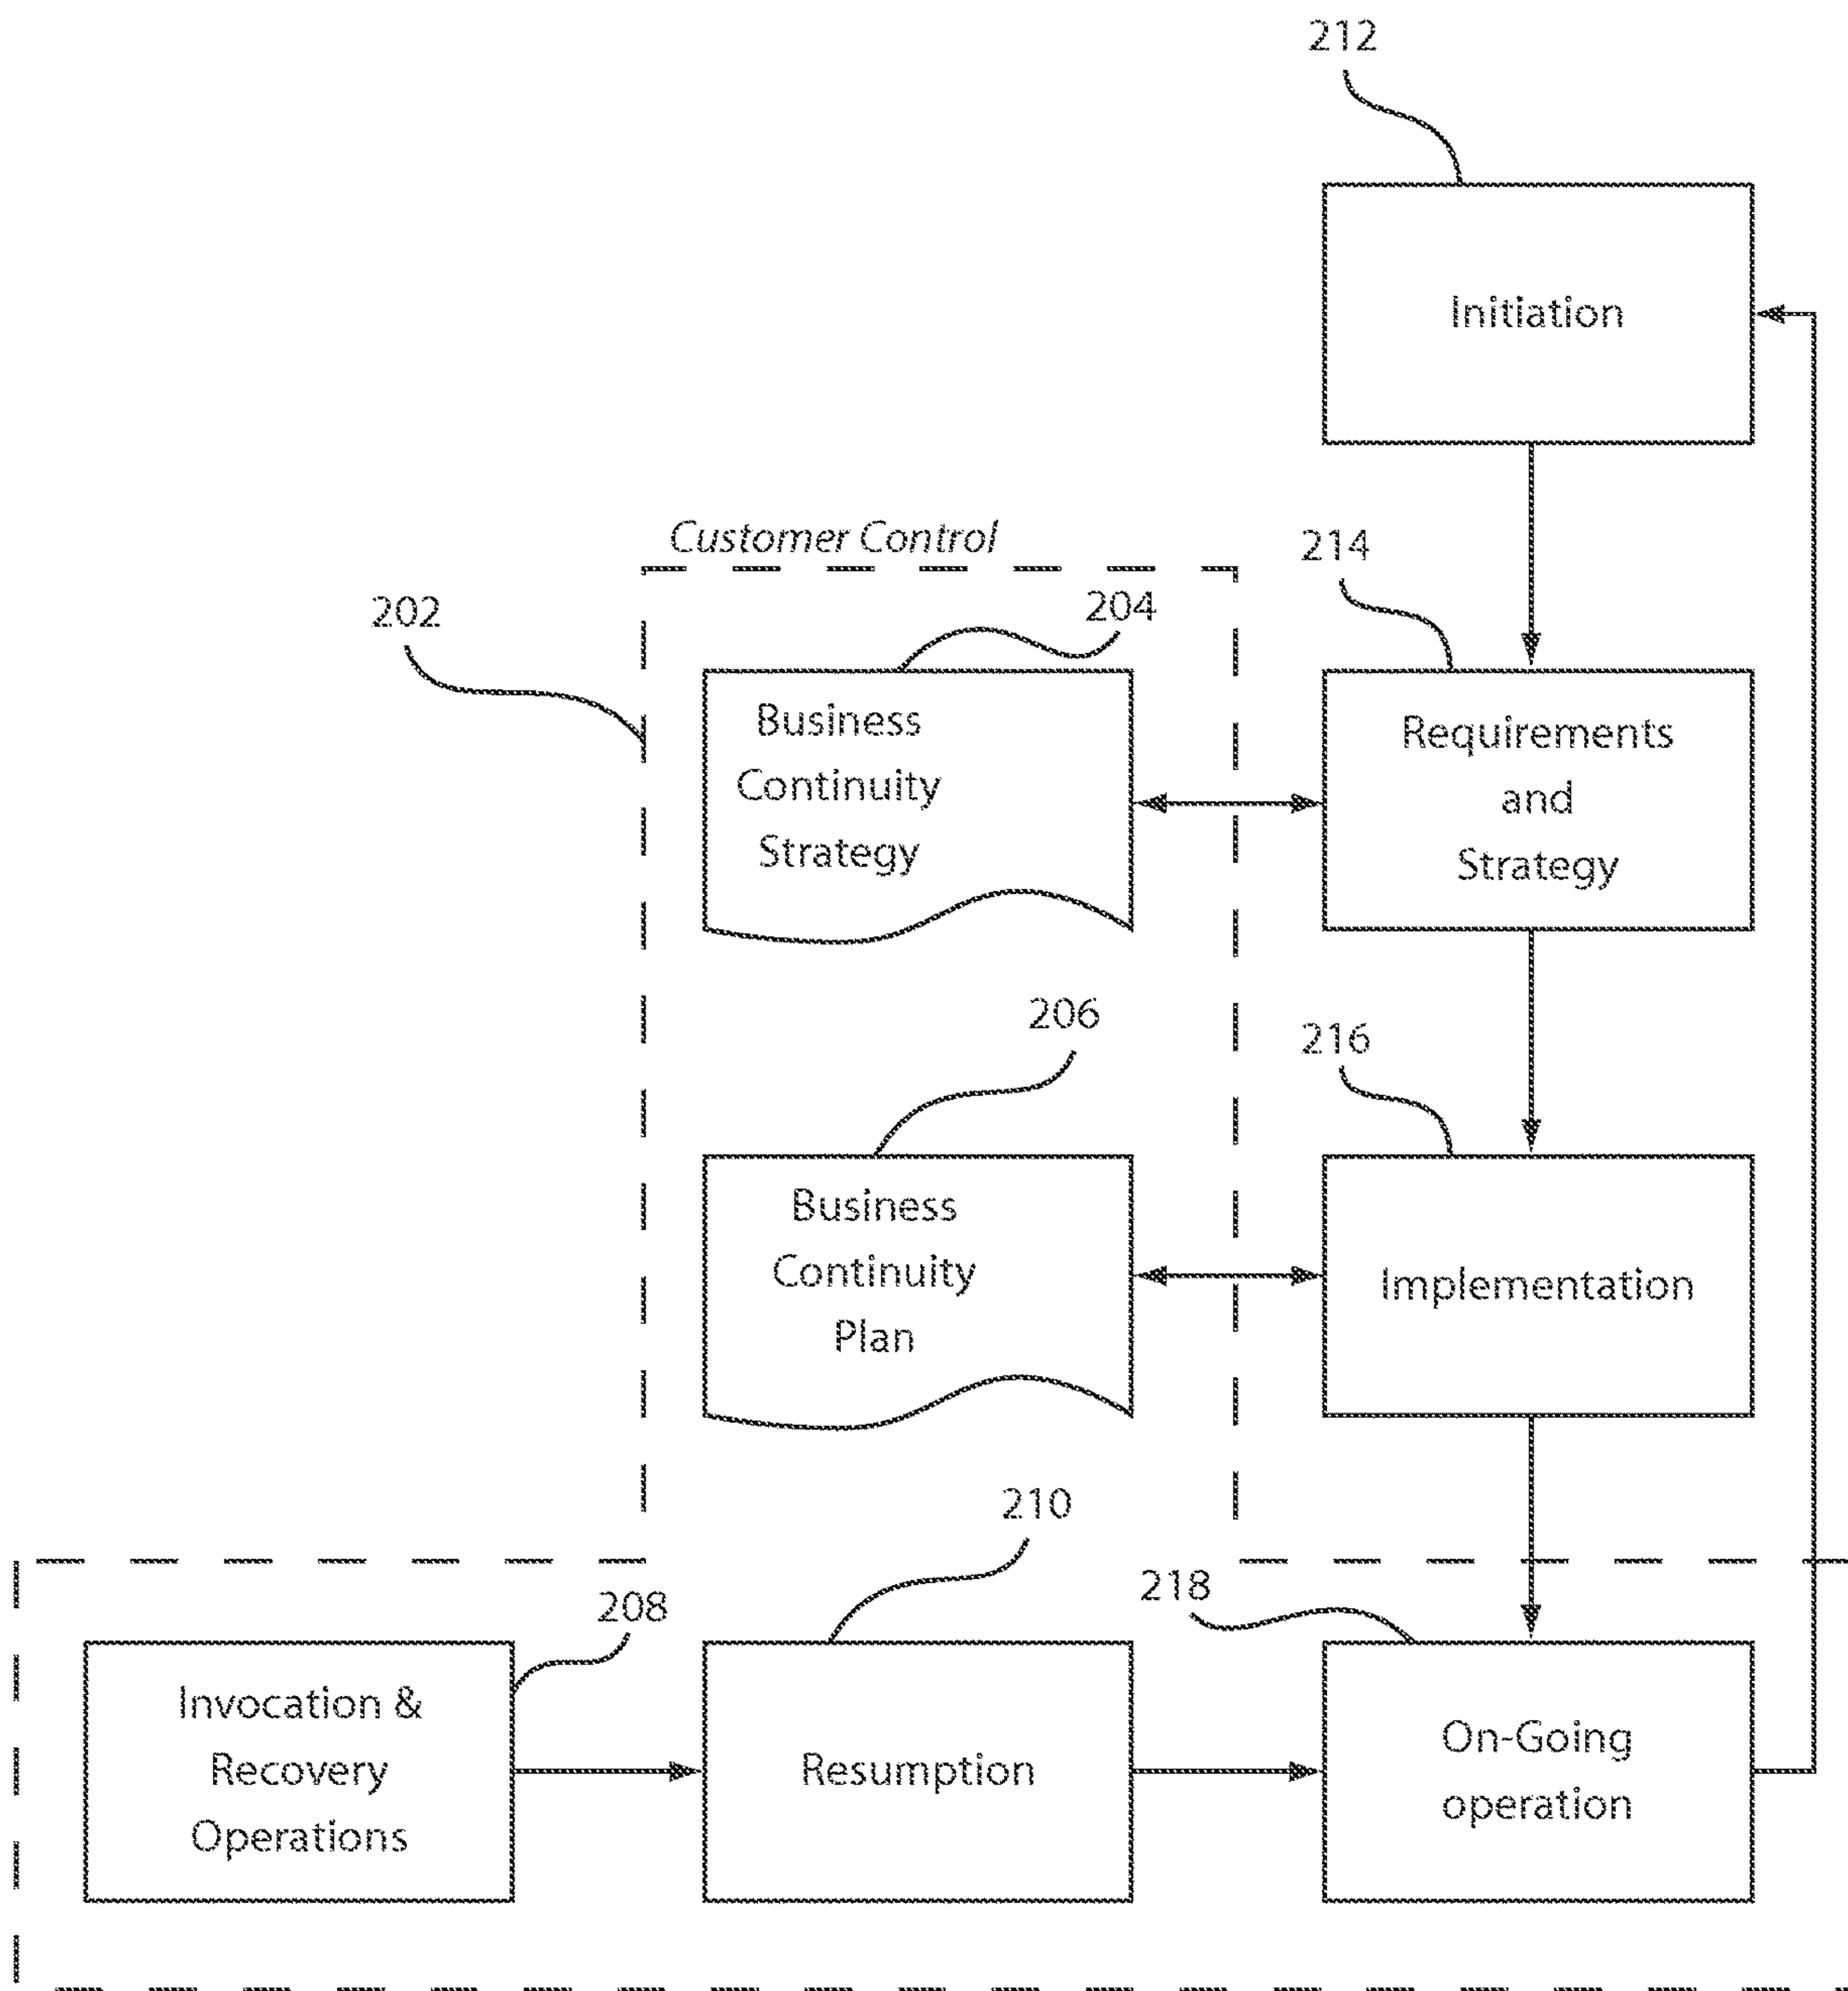 212
Initiation
Customer Control
214
202
204
Business
Continuity
Strategy
Requirements
and
Strategy
206
216
Business
Continuity
Plan
Implementation
210
208
218
Invocation &
Recovery
Operations
Resumption
On-Going
operation